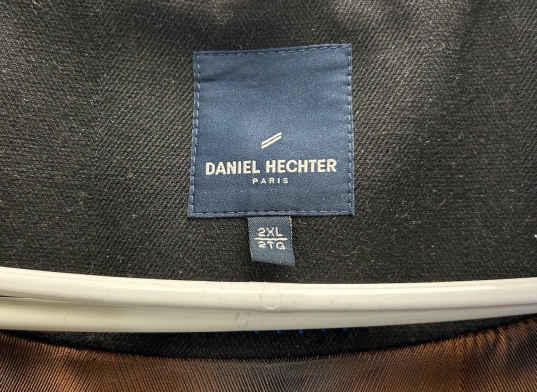 DANIEL HECHTER
PARIS
2XL
2TG